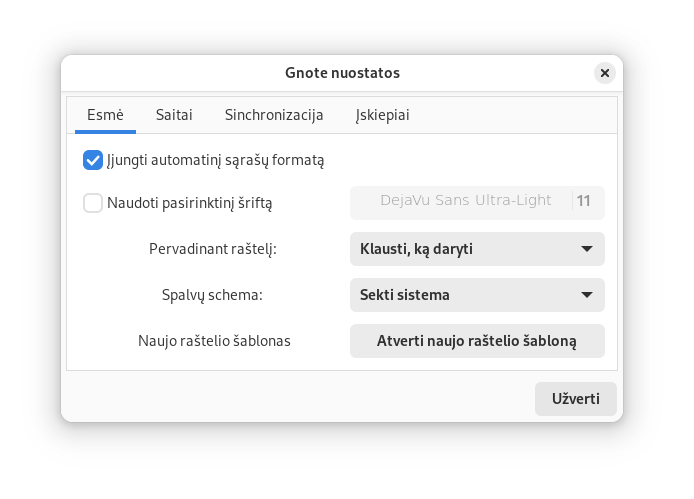 Gnote nuostatos
Esmė Saitai Sinchronizacija Įskiepiai
Įjungti automatinį sąrašų formatą
Naudoti pasirinktinį šriftą DejaVu Sans Ultra-Light 11
Pervadinant raštelį: Klausti, ką daryti
Spalvų schema: Sekti sistema
Naujo raštelio šablonas Atverti naujo raštelio šabloną
Užverti